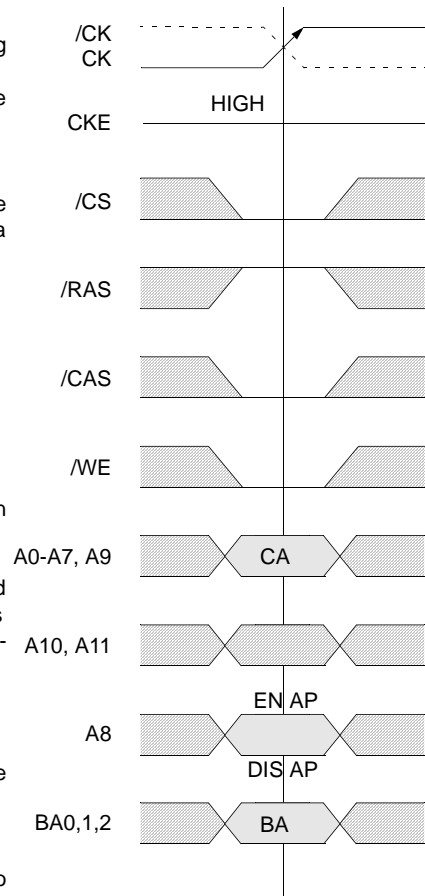 /CK
g
CK
e
HIGH
CKE
e
/CS
a
/RAS
/CAS
/WE
n
A0-A7, A9
CA
d
s
-
A10, A11
EN AP
A8
DIS AP
e
BA0,1,2
BA
o